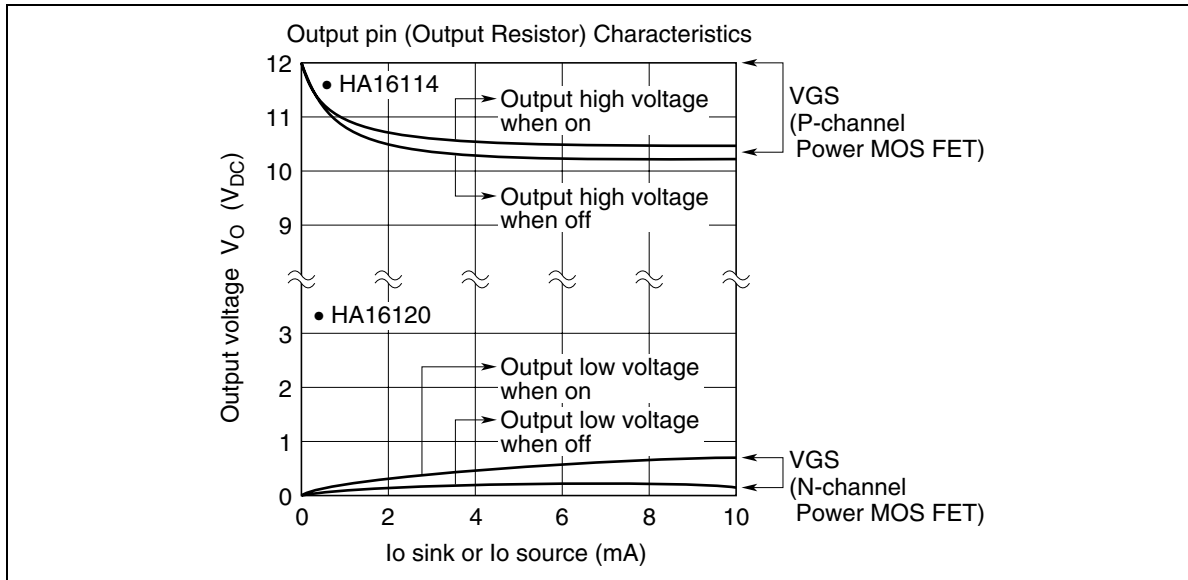 Output pin (Output Resistor) Characteristics
12
11
10
9
3
2
1
0
Output voltage VO (VDC)
• HA16114
Output high voltage
when on
Output high voltage
when off
VGS
(P-channel
Power MOS FET)
• HA16120
Output low voltage
when on
Output low voltage
when off
VGS
(N-channel
Power MOS FET)
0 2 4 6 8 10
Io sink or Io source (mA)